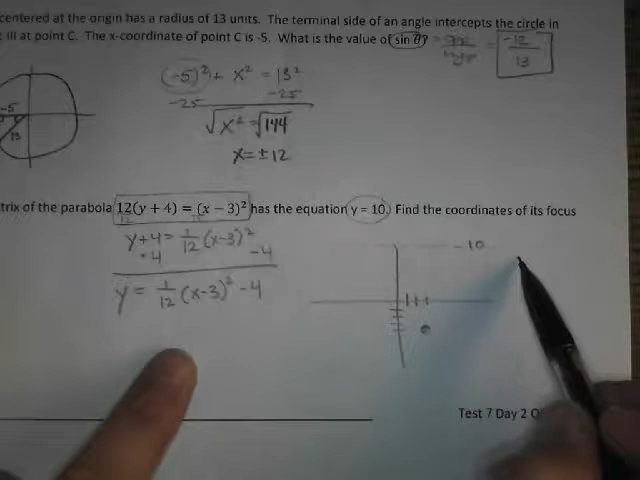 centered at the origin has a radius of 13 units. The terminal side of an angle intercepts the circle in
III at point C. The x-coordinate of point C is -5. What is the value of sin θ? = opp/hyp = -12/13
(-5)² + x² = 13²
-25 -25
√x² = √144
x = ± 12
-5
13
trix of the parabola 12(y + 4) = (x − 3)² has the equation y = 10. Find the coordinates of its focus
12 12
y+4 = 1/12 (x-3)²
-4 -4
y = 1/12 (x-3)² - 4
-10
Test 7 Day 2